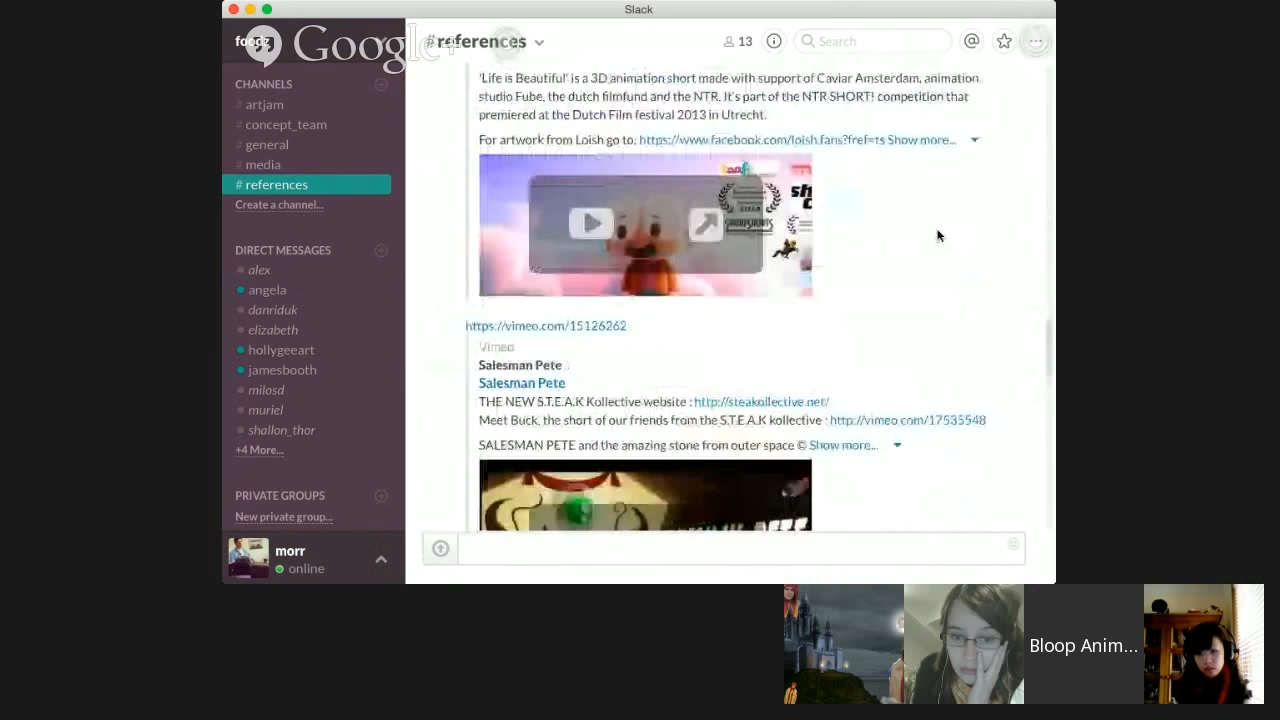 Slack
foodz
Google+
#references
13
Search
CHANNELS
# artjam
# concept_team
# general
# media
# references
Create a channel...
DIRECT MESSAGES
alex
angela
danriduk
elizabeth
hollygeeart
jamesbooth
milosd
muriel
shallon_thor
+4 More...
PRIVATE GROUPS
New private group...
morr
online
'Life is Beautiful' is a 3D animation short made with support of Caviar Amsterdam, animation
studio Fube, the dutch filmfund and the NTR. It's part of the NTR SHORT! competition that
premiered at the Dutch Film festival 2013 in Utrecht.
For artwork from Loish go to: https://www.facebook.com/loish.fans?fref=ts Show more...
https://vimeo.com/15126262
Vimeo
Salesman Pete
Salesman Pete
THE NEW S.T.E.A.K Kollective website : http://steakollective.net/
Meet Buck, the short of our friends from the S.T.E.A.K kollective : http://vimeo.com/17535548
SALESMAN PETE and the amazing stone from outer space © Show more...
Bloop Anim...